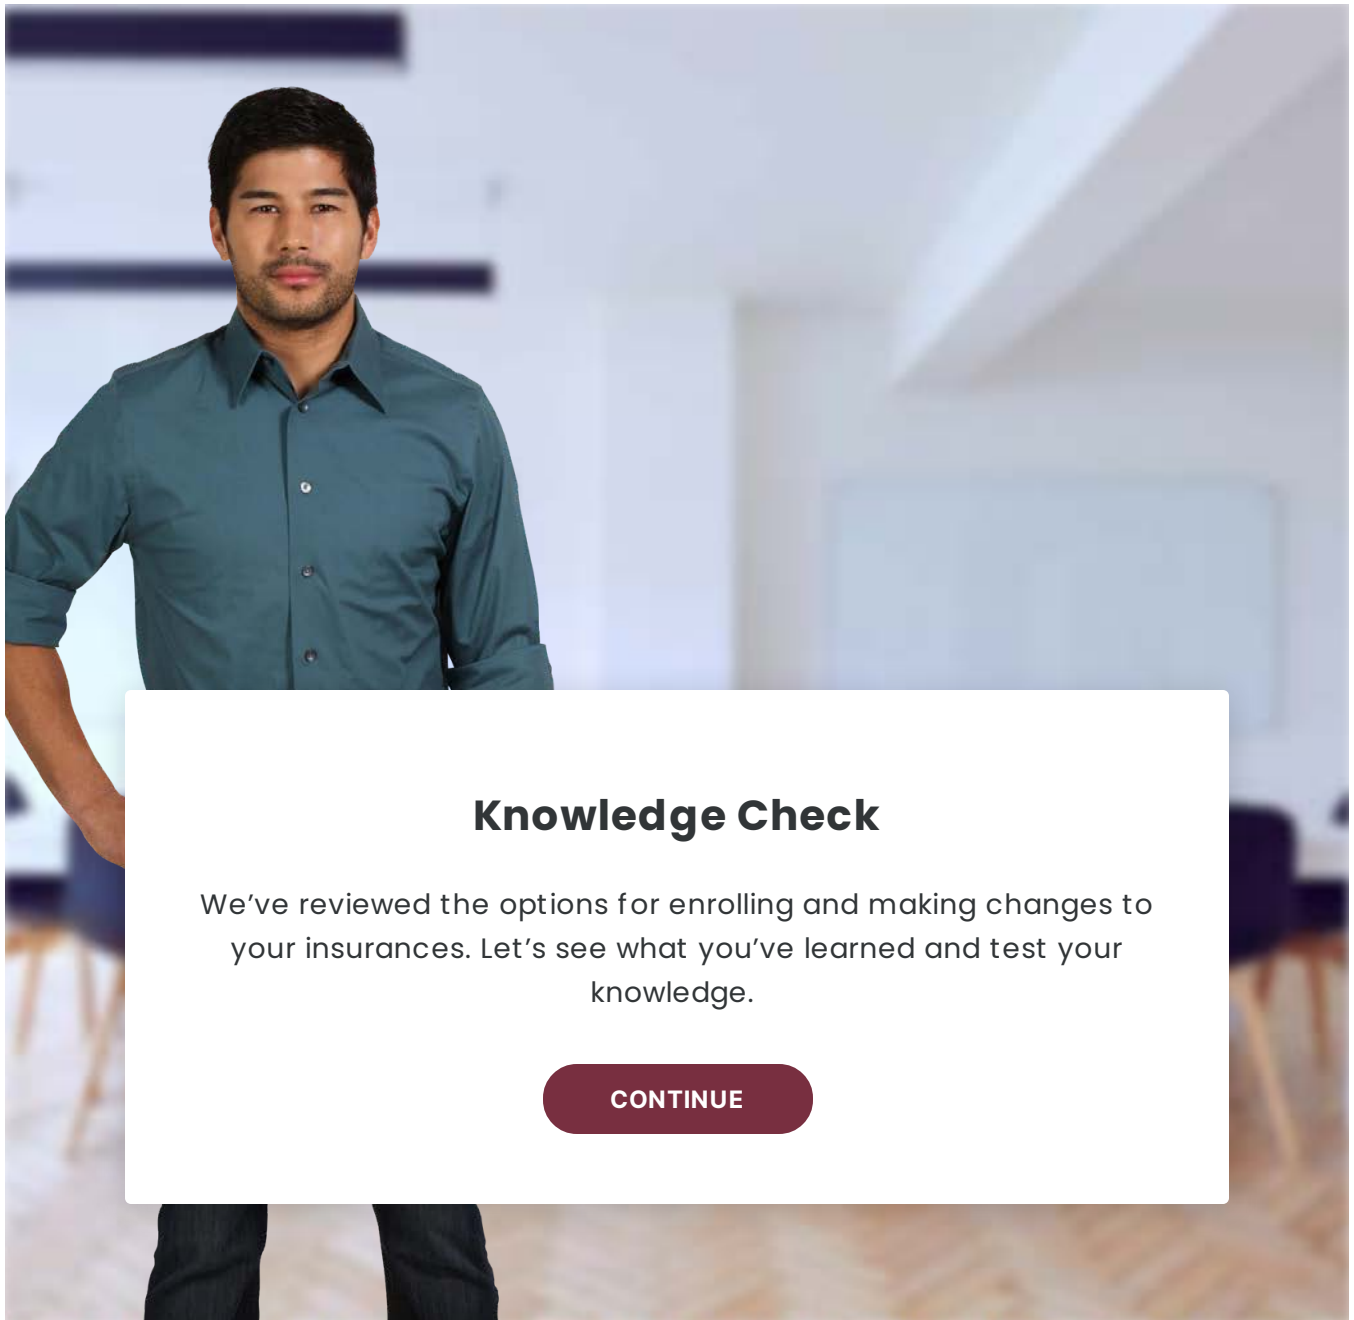 Knowledge Check
We’ve reviewed the options for enrolling and making changes to
your insurances. Let’s see what you’ve learned and test your
knowledge.
CONTINUE